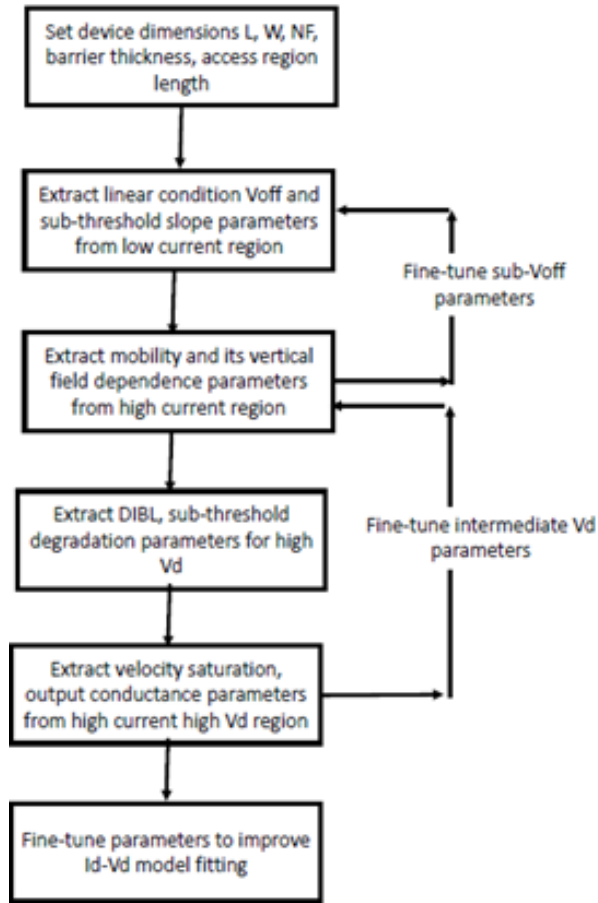 Set device dimensions L, W, NF,
barrier thickness, access region
length
Extract linear condition Voff and
sub-threshold slope parameters
from low current region
Fine-tune sub-Voff
parameters
Extract mobility and its vertical
field dependence parameters
from high current region
Extract DIBL, sub-threshold
degradation parameters for high
Vd
Fine-tune intermediate Vd
parameters
Extract velocity saturation,
output conductance parameters
from high current high Vd region
Fine-tune parameters to improve
Id-Vd model fitting